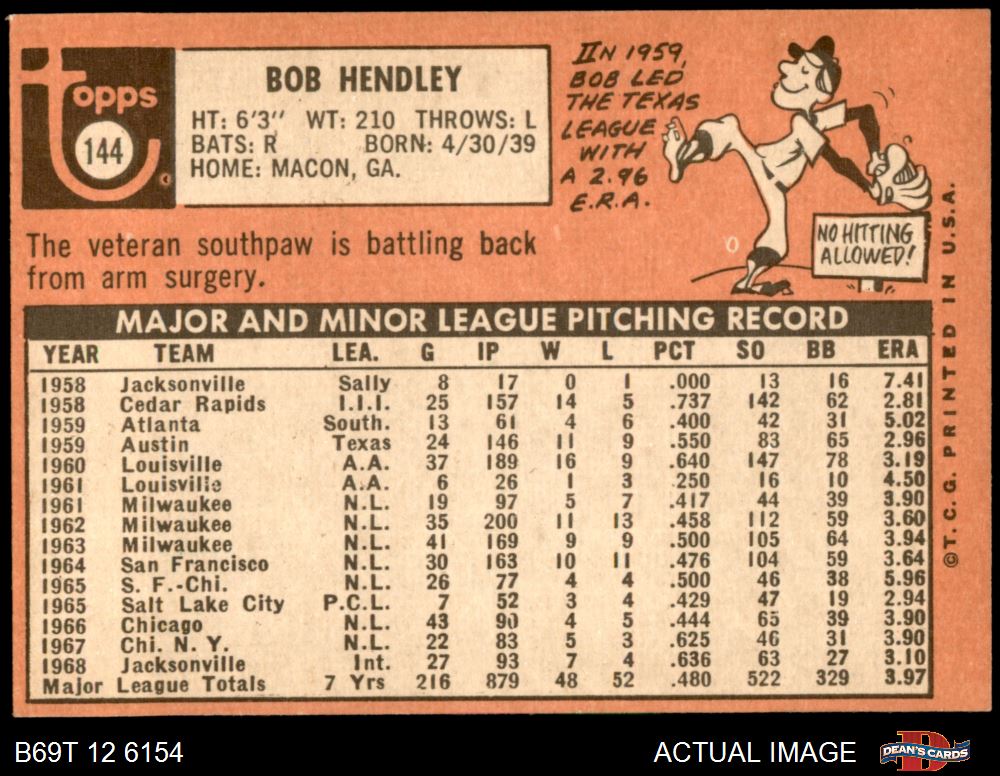 Topps
144
BOB HENDLEY
HT: 6'3" WT: 210 THROWS: L
BATS: R BORN: 4/30/39
HOME: MACON, GA.
IN 1959,
BOB LED
THE TEXAS
LEAGUE
WITH
A 2.96
E.R.A.
NO HITTING
ALLOWED!
The veteran southpaw is battling back
from arm surgery.
MAJOR AND MINOR LEAGUE PITCHING RECORD
YEAR TEAM LEA. G IP W L PCT SO BB ERA
1958 Jacksonville Sally 8 17 0 1 .000 13 16 7.41
1958 Cedar Rapids I.I.I. 25 157 14 5 .737 142 62 2.81
1959 Atlanta South. 13 61 4 6 .400 42 31 5.02
1959 Austin Texas 24 146 11 9 .550 83 65 2.96
1960 Louisville A.A. 37 189 16 9 .640 147 78 3.19
1961 Louisville A.A. 6 26 1 3 .250 16 10 4.50
1961 Milwaukee N.L. 19 97 5 7 .417 44 39 3.90
1962 Milwaukee N.L. 35 200 11 13 .458 112 59 3.60
1963 Milwaukee N.L. 41 169 9 9 .500 105 64 3.94
1964 San Francisco N.L. 30 163 10 11 .476 104 59 3.64
1965 S. F.-Chi. N.L. 26 77 4 4 .500 46 38 5.96
1965 Salt Lake City P.C.L. 7 52 3 4 .429 47 19 2.94
1966 Chicago N.L. 43 90 4 5 .444 65 39 3.90
1967 Chi. N. Y. N.L. 22 83 5 3 .625 46 31 3.90
1968 Jacksonville Int. 27 93 7 4 .636 63 27 3.10
Major League Totals 7 Yrs 216 879 48 52 .480 522 329 3.97
©T.C.G. PRINTED IN U.S.A.
B69T 12 6154
ACTUAL IMAGE
D
DEAN'S CARDS